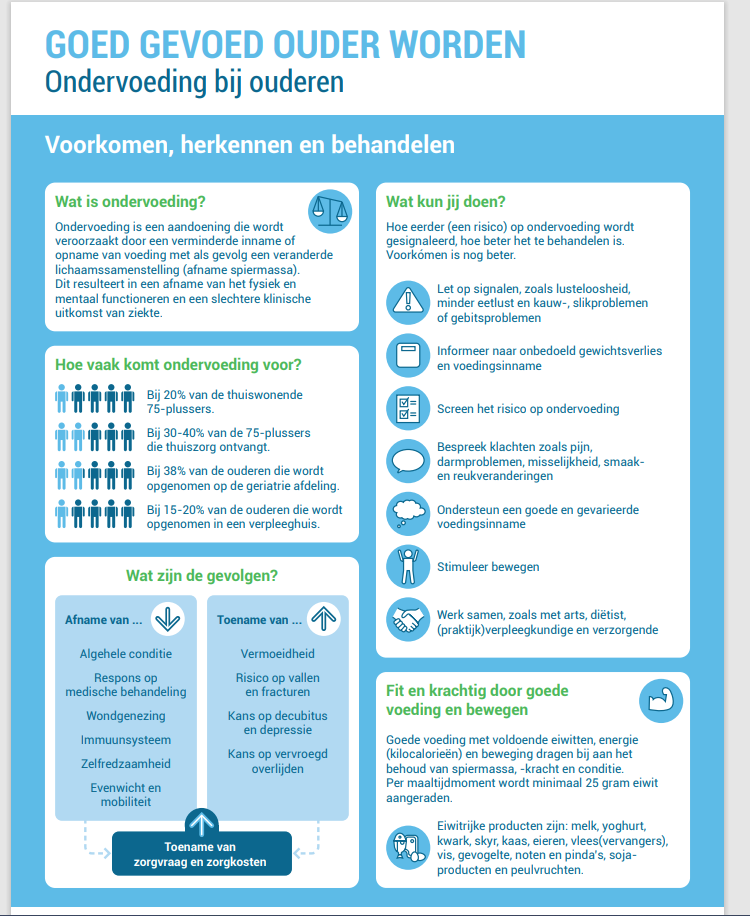 GOED GEVOED OUDER WORDEN
Ondervoeding bij ouderen
Voorkomen, herkennen en behandelen
Wat is ondervoeding?
Ondervoeding is een aandoening die wordt
veroorzaakt door een verminderde inname of
opname van voeding met als gevolg een veranderde
lichaamssamenstelling (afname spiermassa).
Dit resulteert in een afname van het fysiek en
mentaal functioneren en een slechtere klinische
uitkomst van ziekte.
Hoe vaak komt ondervoeding voor?
Bij 20% van de thuiswonende
75-plussers.
Bij 30-40% van de 75-plussers
die thuiszorg ontvangt.
Bij 38% van de ouderen die wordt
opgenomen op de geriatrie afdeling.
Bij 15-20% van de ouderen die wordt
opgenomen in een verpleeghuis.
Wat zijn de gevolgen?
Afname van ...
Algehele conditie
Respons op
medische behandeling
Wondgenezing
Immuunsysteem
Zelfredzaamheid
Evenwicht en
mobiliteit
Toename van ...
Vermoeidheid
Risico op vallen
en fracturen
Kans op decubitus
en depressie
Kans op vervroegd
overlijden
Toename van
zorgvraag en zorgkosten
Wat kun jij doen?
Hoe eerder (een risico) op ondervoeding wordt
gesignaleerd, hoe beter het te behandelen is.
Voorkómen is nog beter.
Let op signalen, zoals lusteloosheid,
minder eetlust en kauw-, slikproblemen
of gebitsproblemen
Informeer naar onbedoeld gewichtsverlies
en voedingsinname
Screen het risico op ondervoeding
Bespreek klachten zoals pijn,
darmproblemen, misselijkheid, smaak-
en reukveranderingen
Ondersteun een goede en gevarieerde
voedingsinname
Stimuleer bewegen
Werk samen, zoals met arts, diëtist,
(praktijk)verpleegkundige en verzorgende
Fit en krachtig door goede
voeding en bewegen
Goede voeding met voldoende eiwitten, energie
(kilocalorieën) en beweging dragen bij aan het
behoud van spiermassa, -kracht en conditie.
Per maaltijdmoment wordt minimaal 25 gram eiwit
aangeraden.
Eiwitrijke producten zijn: melk, yoghurt,
kwark, skyr, kaas, eieren, vlees(vervangers),
vis, gevogelte, noten en pinda's, soja-
producten en peulvruchten.